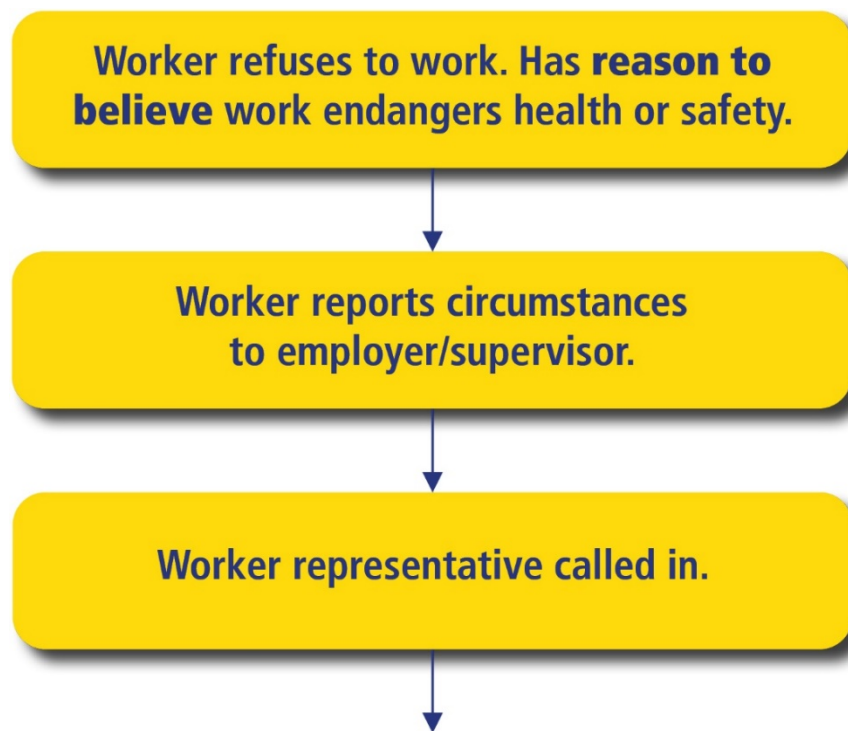 Worker refuses to work. Has reason to
believe work endangers health or safety.
Worker reports circumstances
to employer/supervisor.
Worker representative called in.